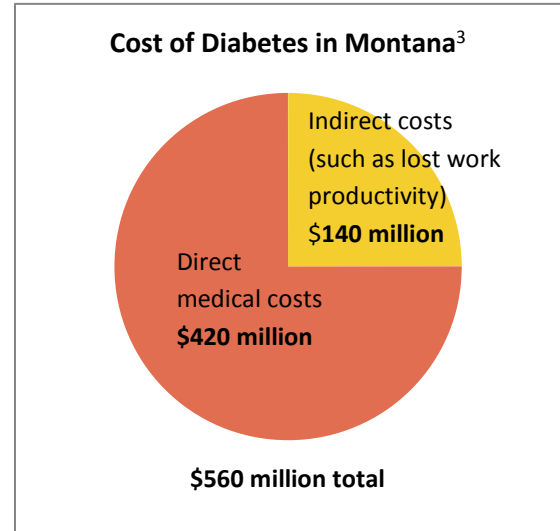 Cost of Diabetes in Montana³
Indirect costs
(such as lost work
productivity)
$140 million
Direct
medical costs
$420 million
$560 million total